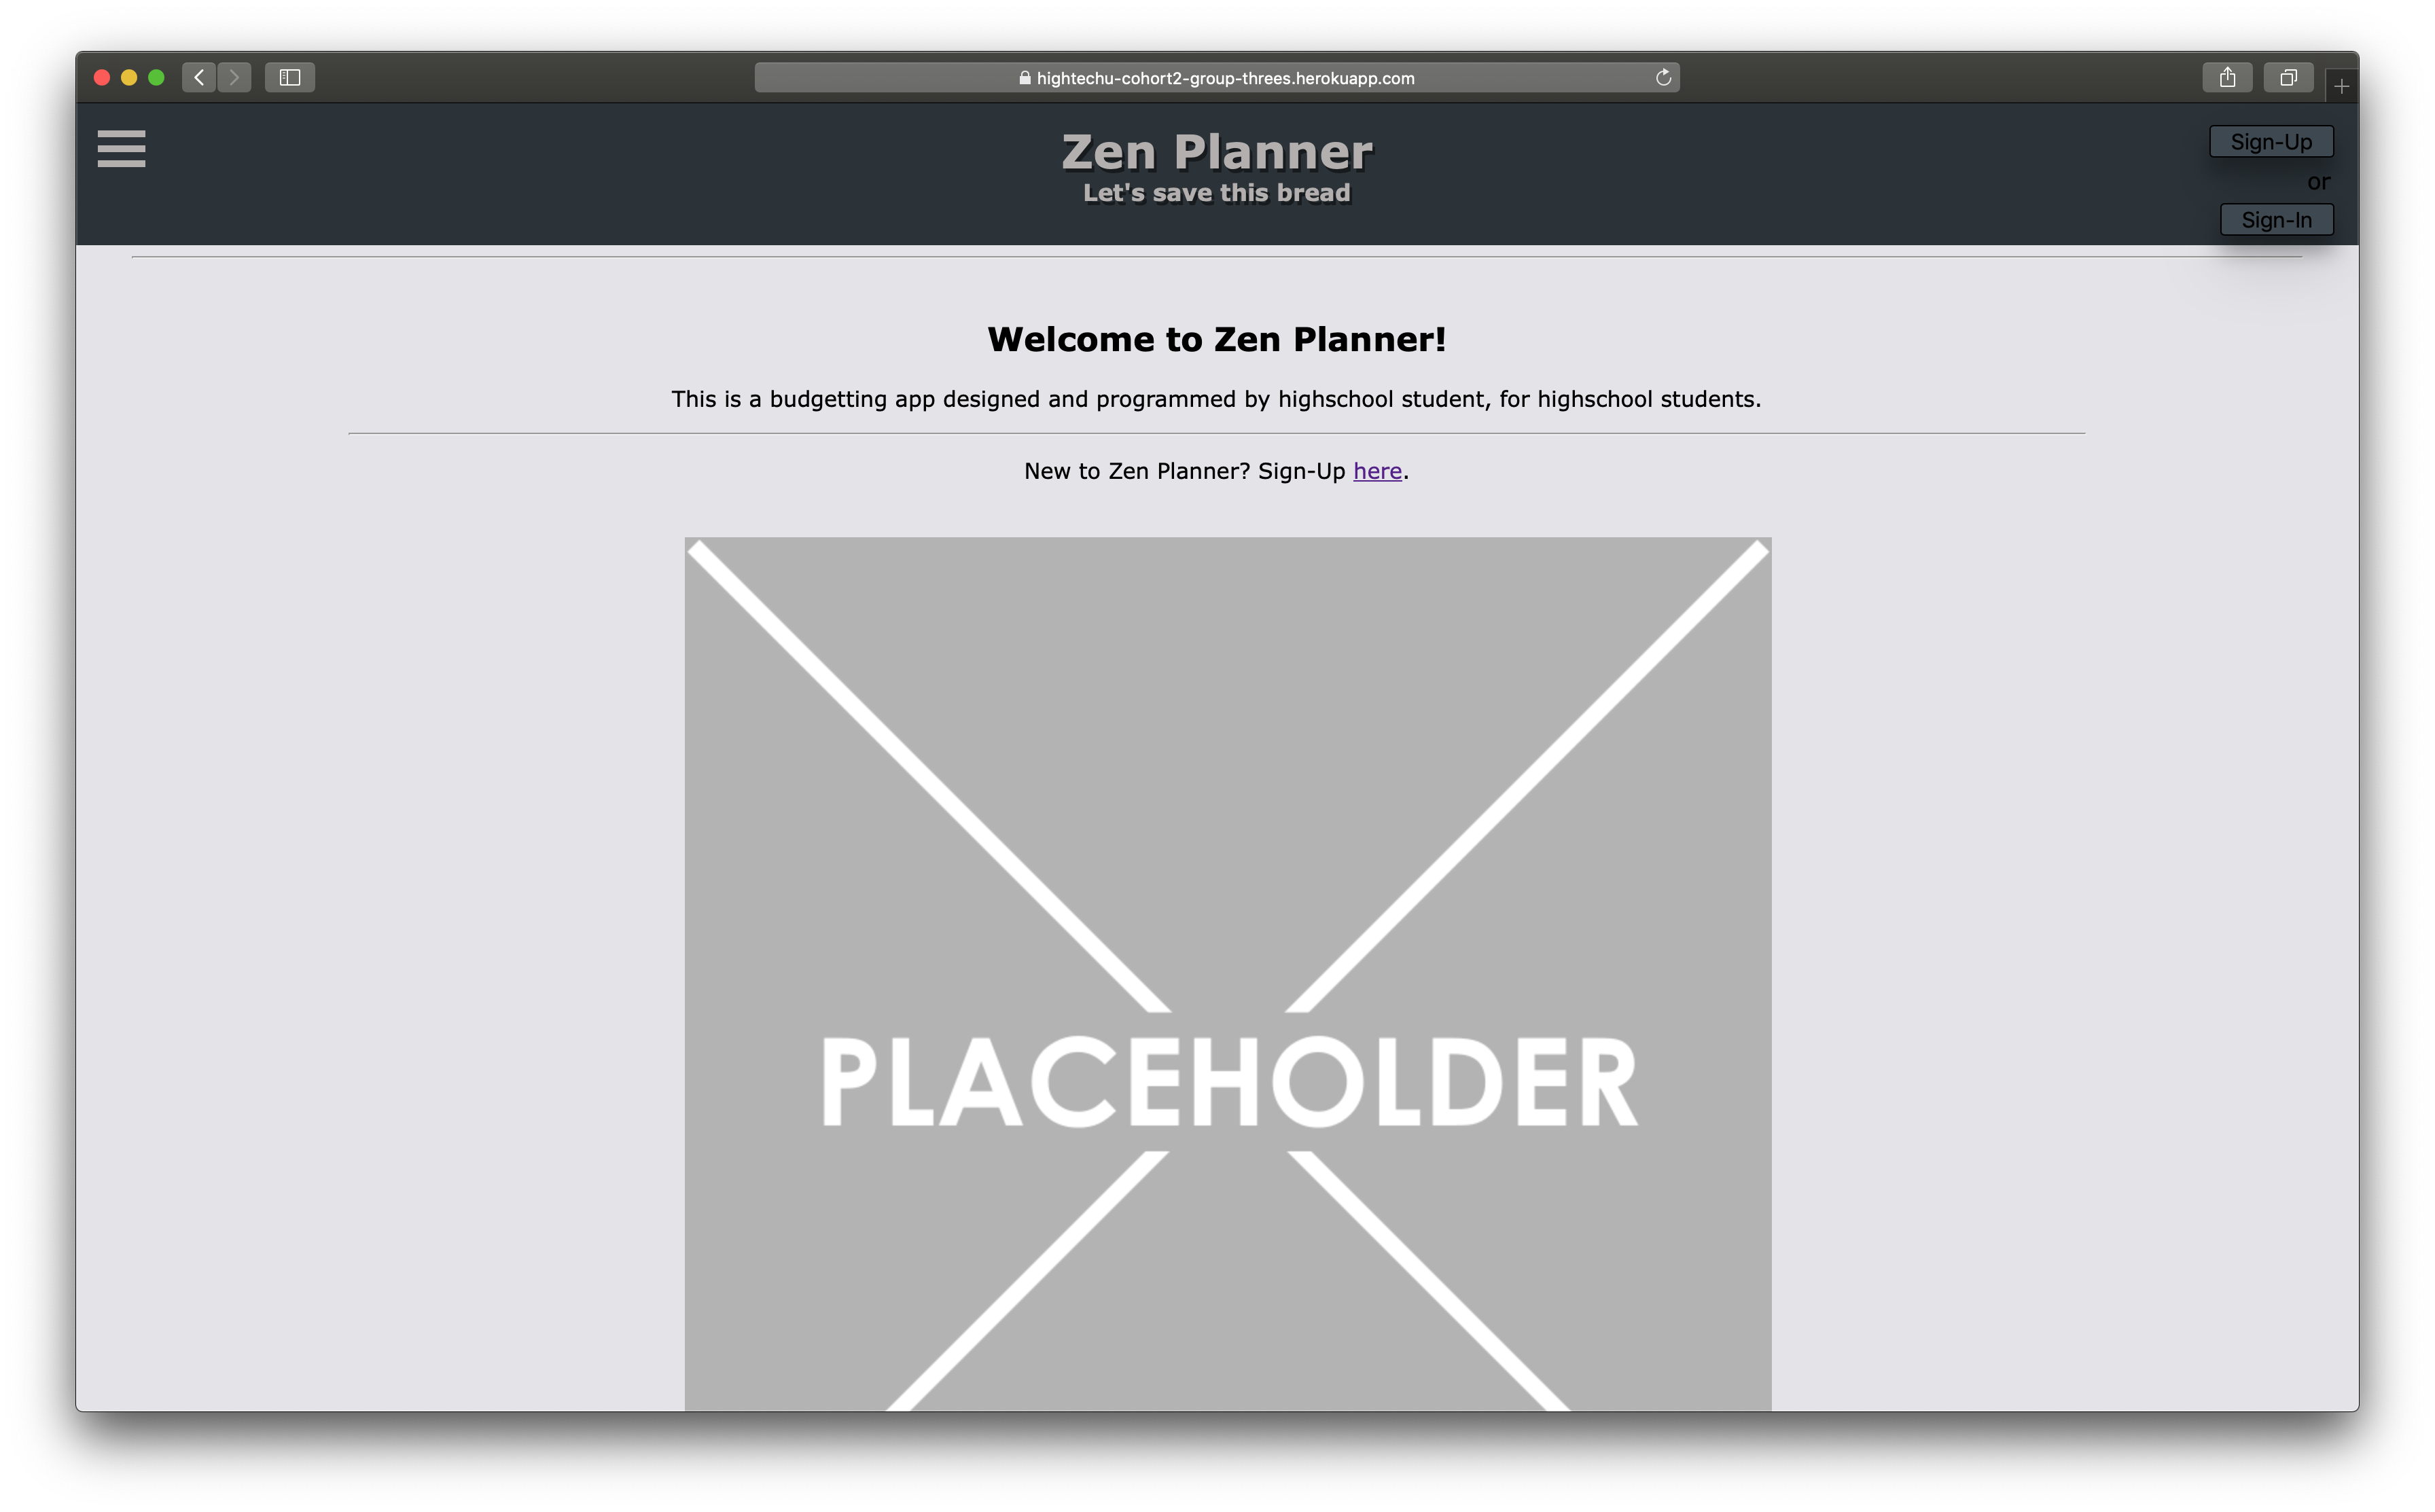 hightechu-cohort2-group-threes.herokuapp.com
Zen Planner
Let's save this bread
Sign-Up
or
Sign-In
Welcome to Zen Planner!
This is a budgetting app designed and programmed by highschool student, for highschool students.
New to Zen Planner? Sign-Up here.
PLACEHOLDER